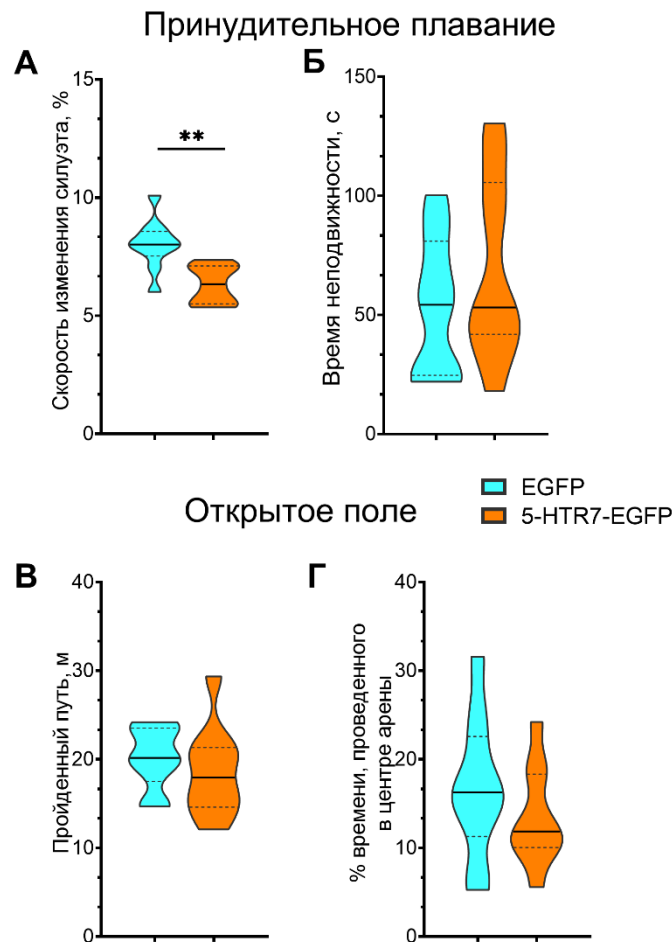 Принудительное плавание
А
Скорость изменения силуэта, %
15
10
5
0
**
Б
Время неподвижности, с
150
100
50
0
EGFP
5-HTR7-EGFP
Открытое поле
В
Пройденный путь, м
40
30
20
10
0
Г
% времени, проведенного
в центре арены
40
30
20
10
0